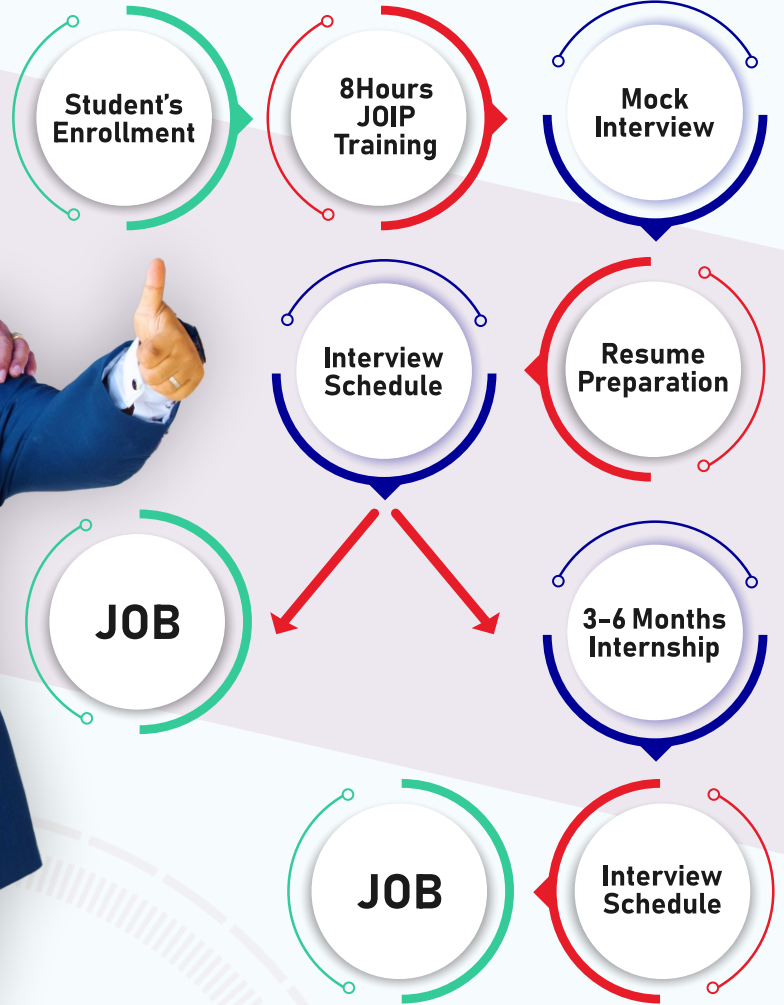 Student's
Enrollment
8Hours
JOIP
Training
Mock
Interview
Interview
Schedule
Resume
Preparation
JOB
3-6 Months
Internship
JOB
Interview
Schedule